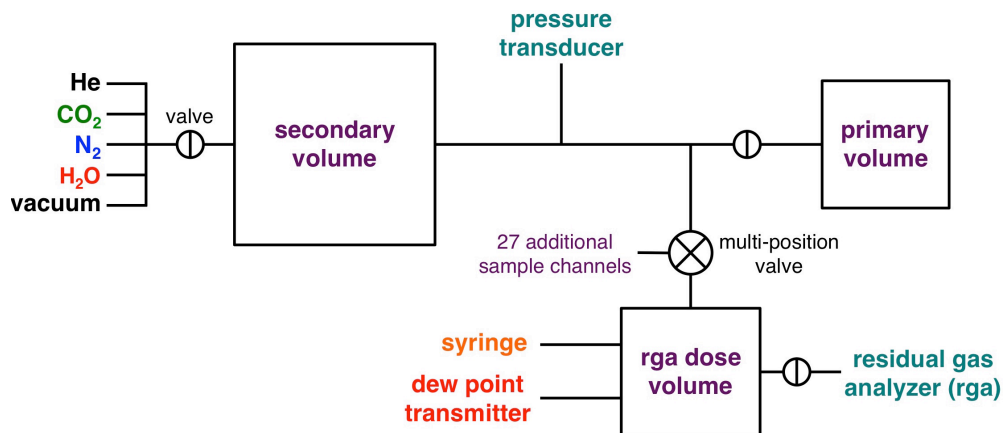 pressure
transducer
He
CO₂
N₂
H₂O
vacuum
valve
secondary
volume
primary
volume
27 additional
sample channels
multi-position
valve
syringe
dew point
transmitter
rga dose
volume
residual gas
analyzer (rga)